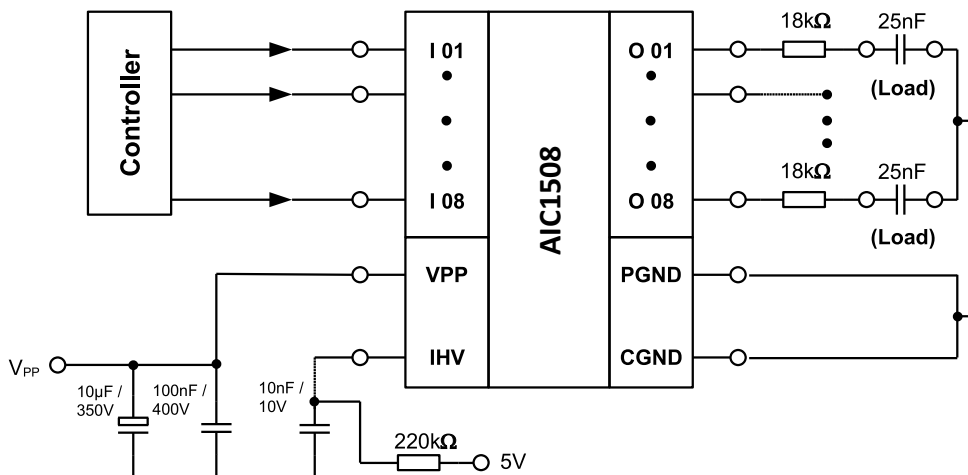 Controller
I 01
I 08
VPP
IHV
AIC1508
O 01
O 08
PGND
CGND
18kΩ
25nF
(Load)
18kΩ
25nF
(Load)
VPP
10µF /
350V
100nF /
400V
10nF /
10V
220kΩ
5V